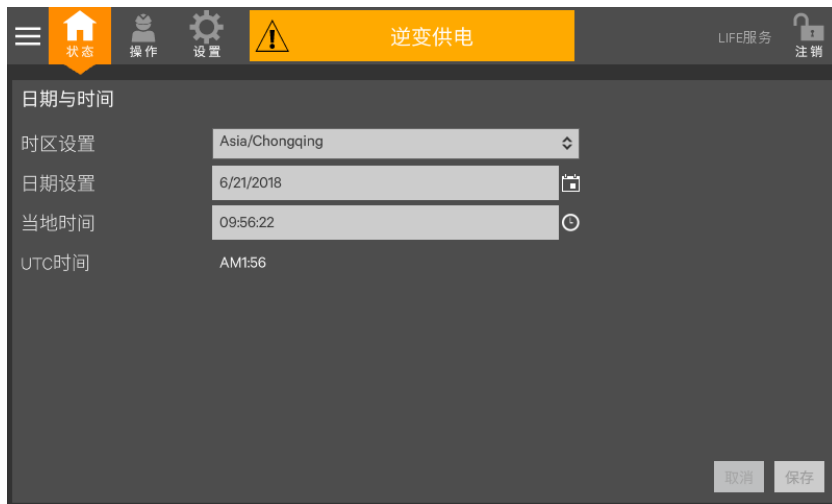 逆变供电
LIFE服务
状态
操作
设置
注销
日期与时间
时区设置
Asia/Chongqing
日期设置
6/21/2018
当地时间
09:56:22
UTC时间
AM1:56
取消
保存